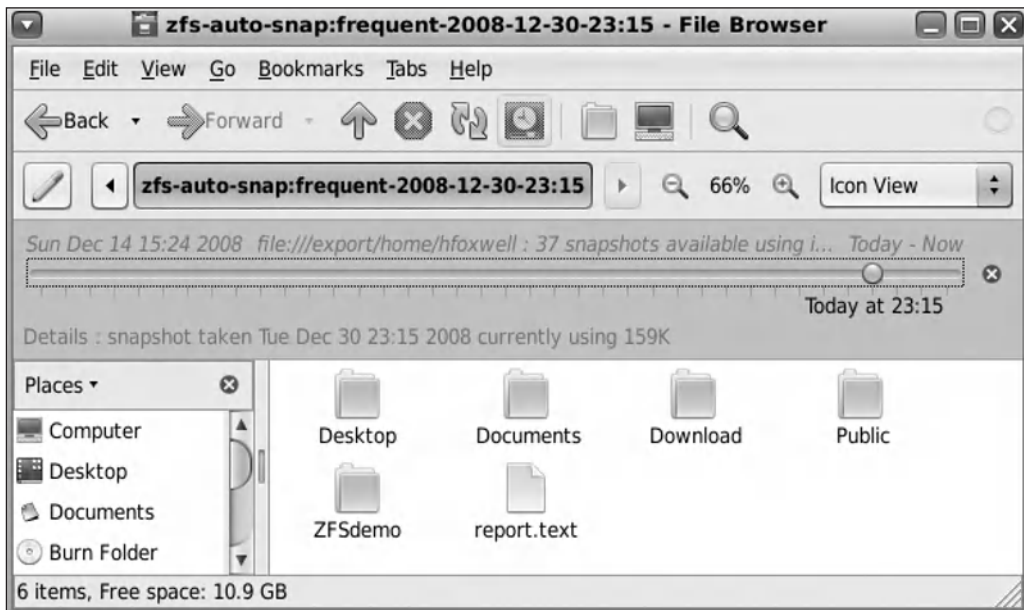 zfs-auto-snap:frequent-2008-12-30-23:15 - File Browser
File Edit View Go Bookmarks Tabs Help
Back Forward
zfs-auto-snap:frequent-2008-12-30-23:15 66% Icon View
Sun Dec 14 15:24 2008 file:///export/home/hfoxwell : 37 snapshots available using i... Today - Now
Today at 23:15
Details : snapshot taken Tue Dec 30 23:15 2008 currently using 159K
Places
Computer
Desktop
Documents
Burn Folder
Desktop Documents Download Public
ZFSdemo report.text
6 items, Free space: 10.9 GB